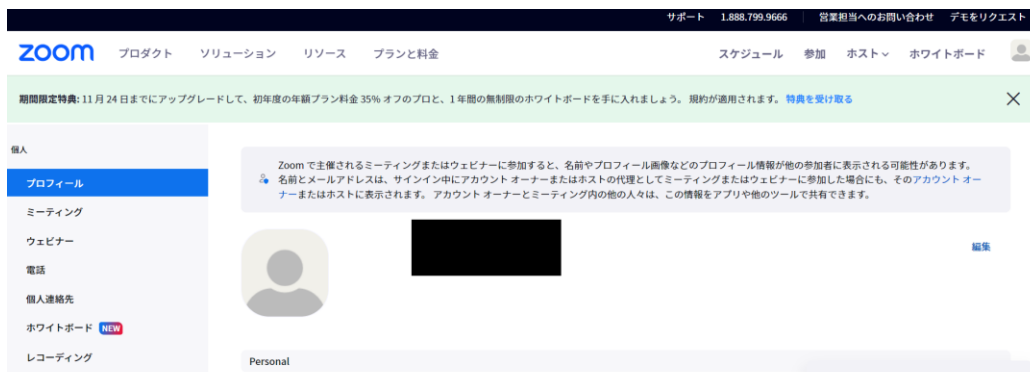 サポート 1.888.799.9666 営業担当へのお問い合わせ デモをリクエスト
zoom プロダクト ソリューション リソース プランと料金 スケジュール 参加 ホスト ホワイトボード
期間限定特典: 11月24日までにアップグレードして、初年度の年額プラン料金 35% オフのプロと、1年間の無制限のホワイトボードを手に入れましょう。 規約が適用されます。 特典を受け取る
個人
プロフィール
ミーティング
ウェビナー
電話
個人連絡先
ホワイトボード NEW
レコーディング
Zoom で主催されるミーティングまたはウェビナーに参加すると、名前やプロフィール画像などのプロフィール情報が他の参加者に表示される可能性があります。
名前とメールアドレスは、サインイン中にアカウント オーナーまたはホストの代理としてミーティングまたはウェビナーに参加した場合にも、そのアカウント オー
ナーまたはホストに表示されます。 アカウント オーナーとミーティング内の他の人々は、この情報をアプリや他のツールで共有できます。
編集
Personal